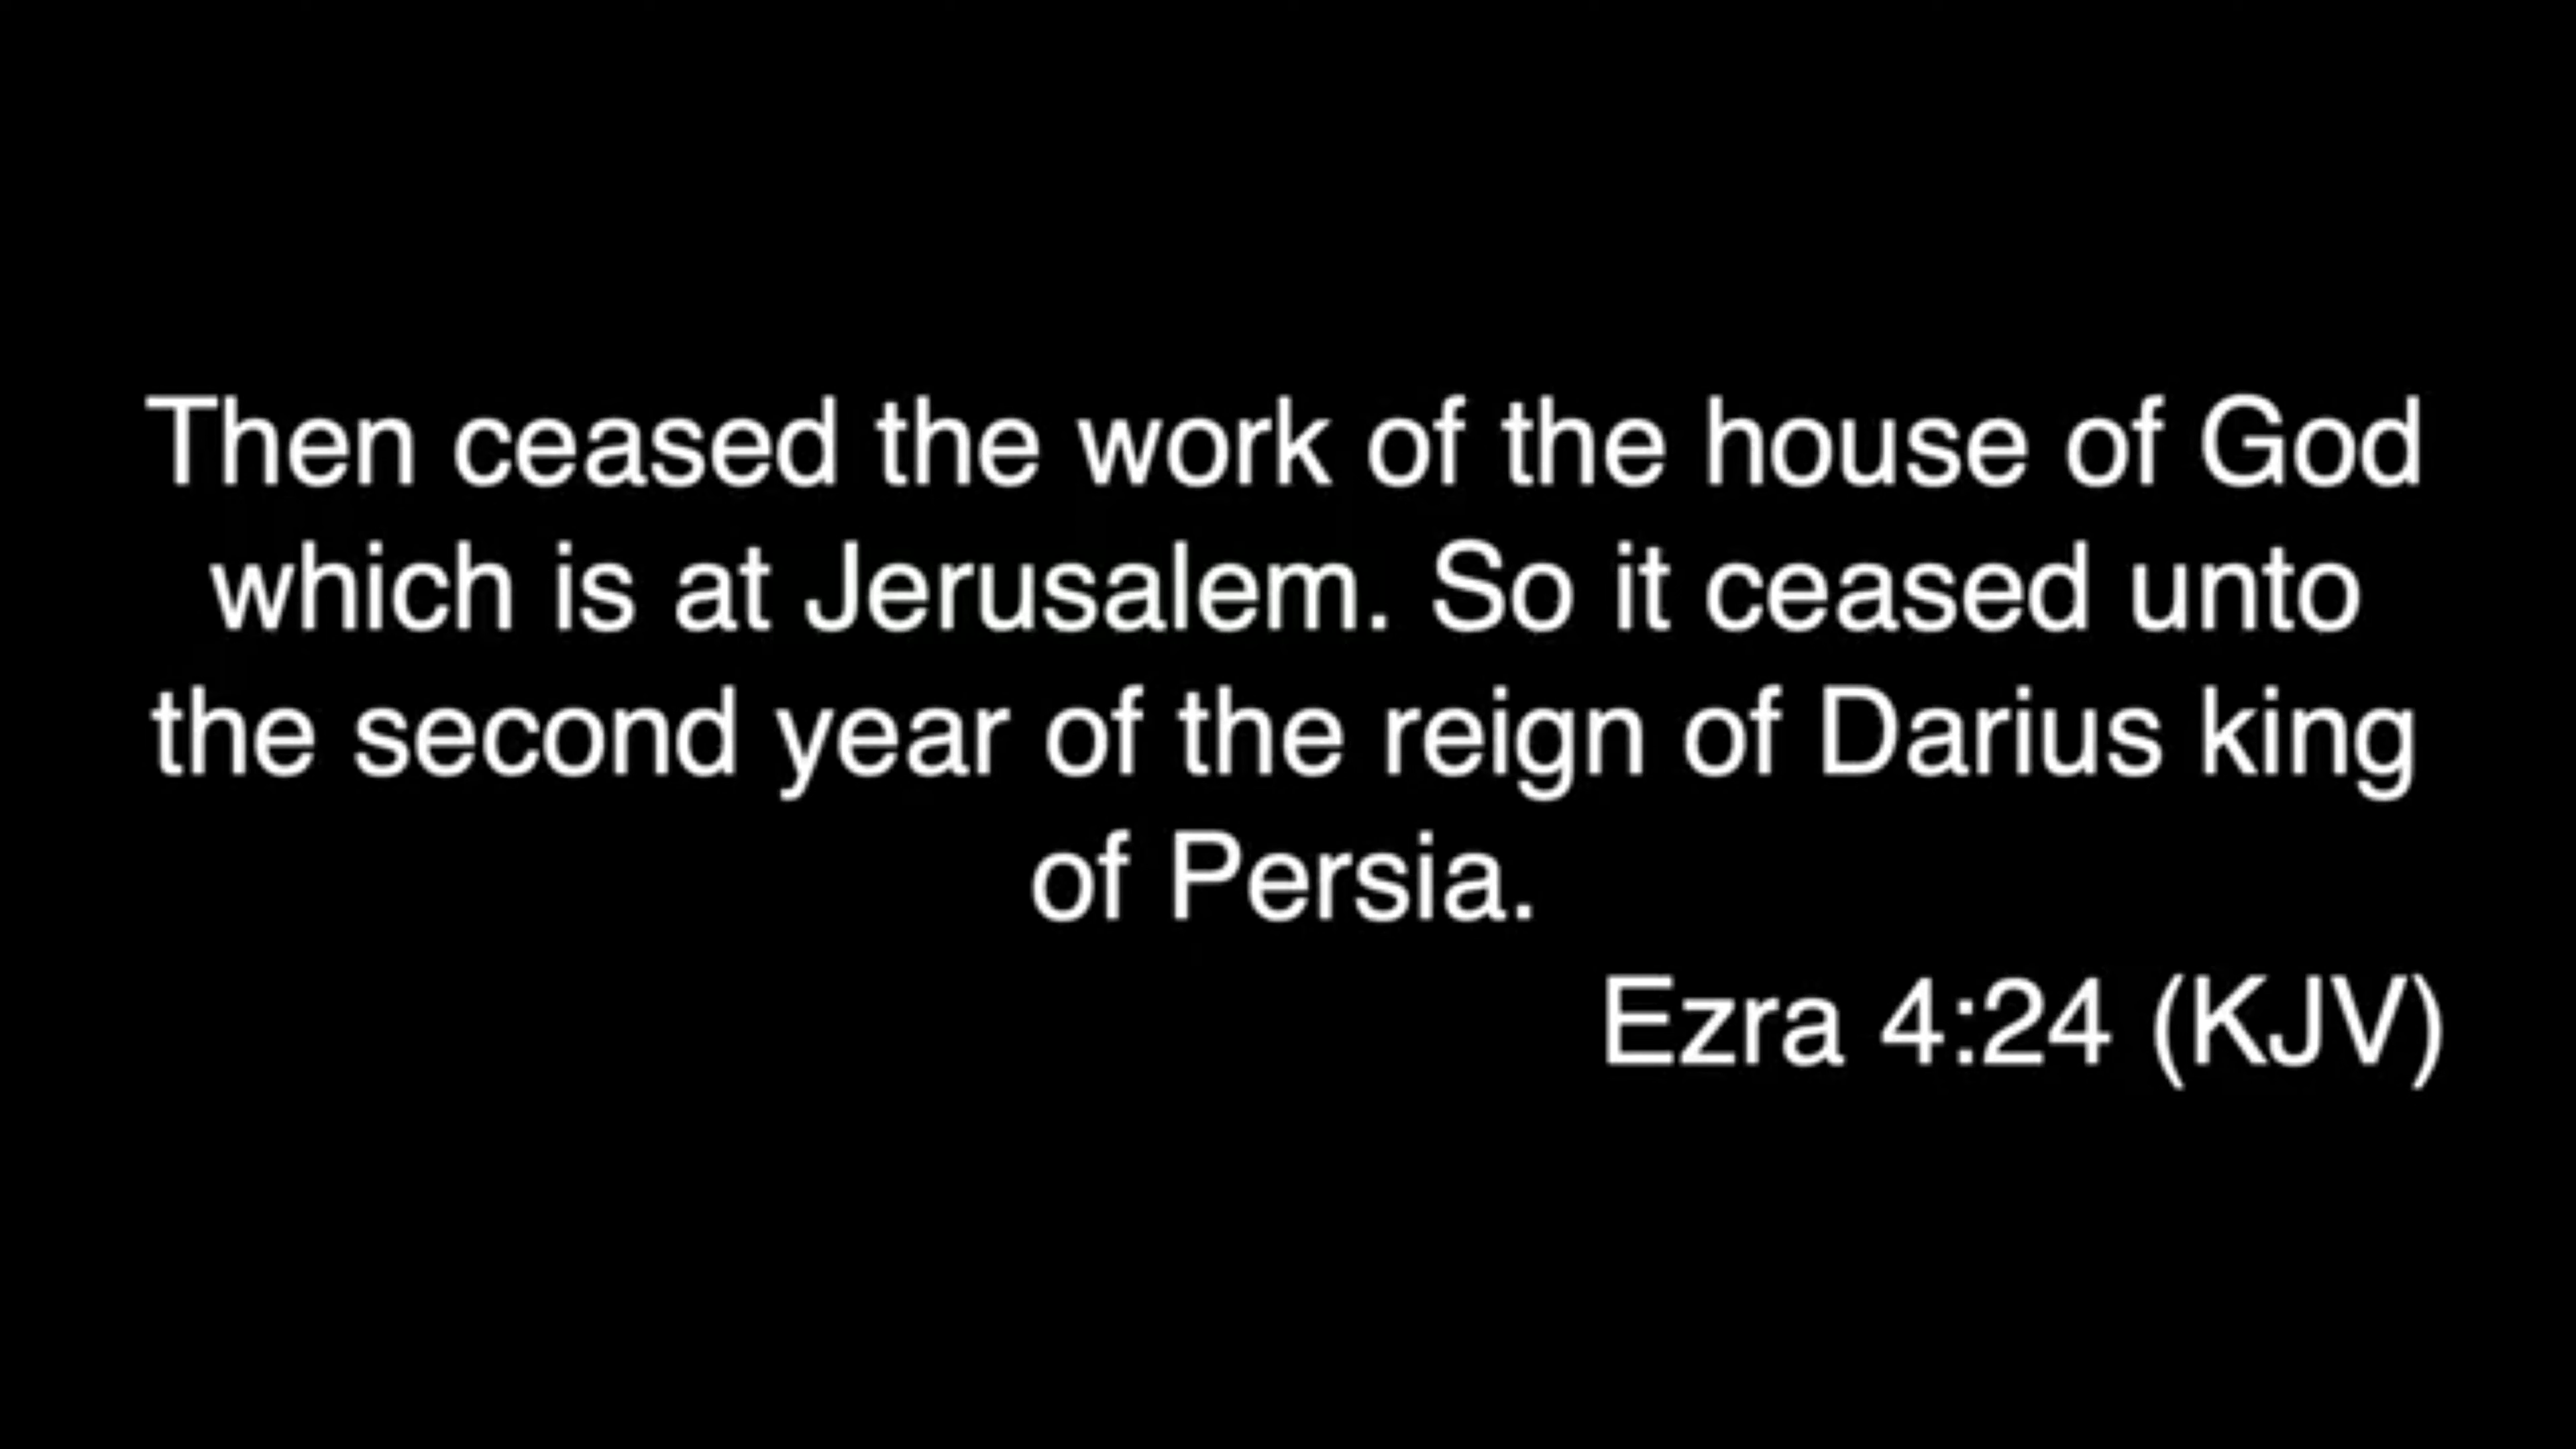 Then ceased the work of the house of God
which is at Jerusalem. So it ceased unto
the second year of the reign of Darius king
of Persia.
Ezra 4:24 (KJV)